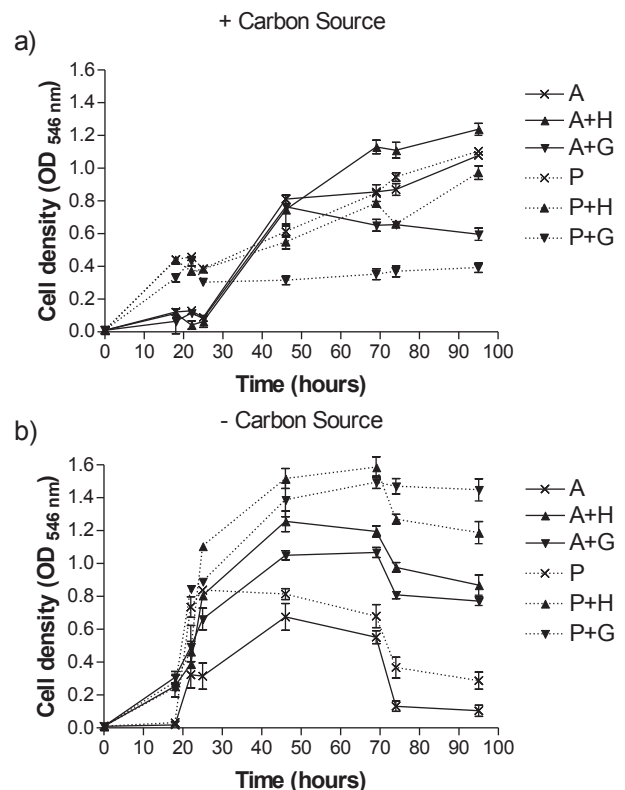 + Carbon Source
a)
Cell density (OD 546 nm)
1.6
1.4
1.2
1.0
0.8
0.6
0.4
0.2
0.0
0 10 20 30 40 50 60 70 80 90 100
Time (hours)
A
A+H
A+G
P
P+H
P+G
- Carbon Source
b)
Cell density (OD 546 nm)
1.6
1.4
1.2
1.0
0.8
0.6
0.4
0.2
0.0
0 10 20 30 40 50 60 70 80 90 100
Time (hours)
A
A+H
A+G
P
P+H
P+G